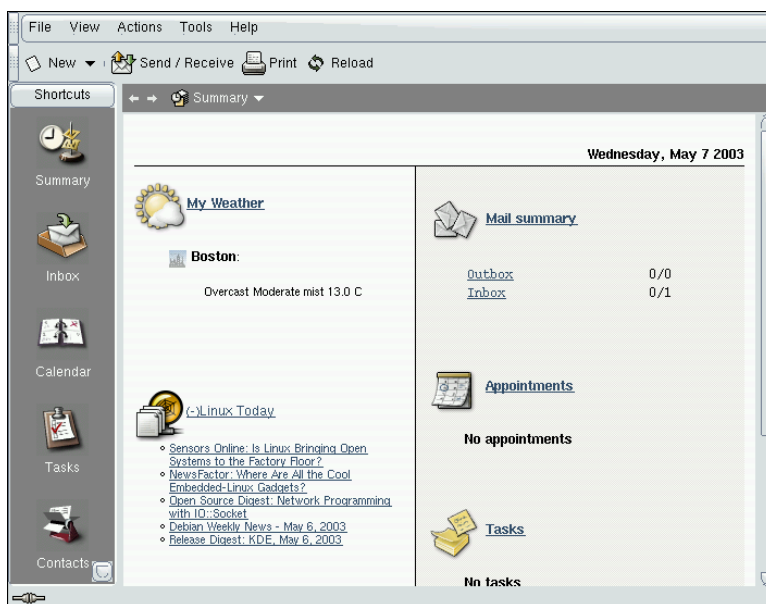 File View Actions Tools Help
New Send / Receive Print Reload
Shortcuts
Summary
Inbox
Calendar
Tasks
Contacts
Summary
Wednesday, May 7 2003
My Weather
Boston:
Overcast Moderate mist 13.0 C
(-)Linux Today
Sensors Online: Is Linux Bringing Open
Systems to the Factory Floor?
NewsFactor: Where Are All the Cool
Embedded-Linux Gadgets?
Open Source Digest: Network Programming
with IO::Socket
Debian Weekly News - May 6, 2003
Release Digest: KDE, May 6, 2003
Mail summary
Outbox 0/0
Inbox 0/1
Appointments
No appointments
Tasks
No tasks